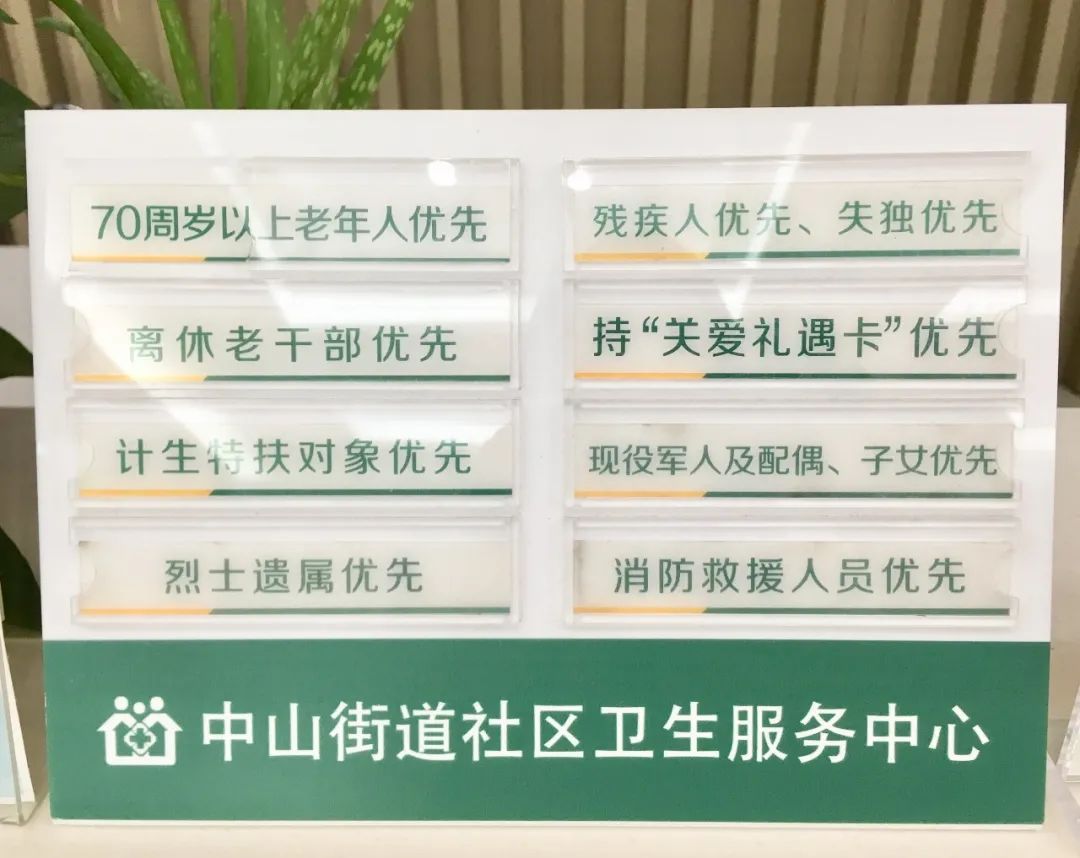 70周岁以上老年人优先
残疾人优先、失独优先
离休老干部优先
持“关爱礼遇卡”优先
计生特扶对象优先
现役军人及配偶、子女优先
烈士遗属优先
消防救援人员优先
中山街道社区卫生服务中心